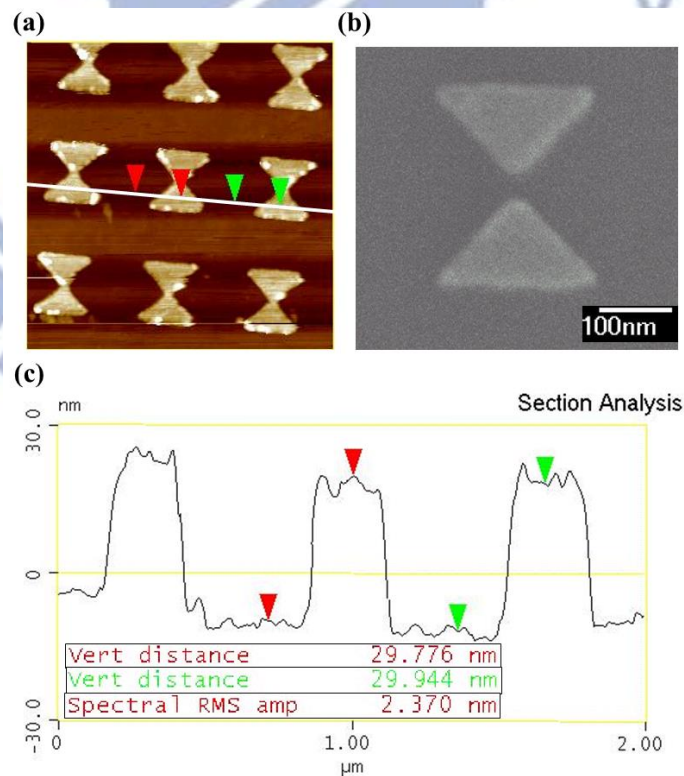 (a)
(b)
100nm
(c)
nm
Section Analysis
30.0
0
-30.0
Vert distance 29.776 nm
Vert distance 29.944 nm
Spectral RMS amp 2.370 nm
0
1.00
2.00
µm